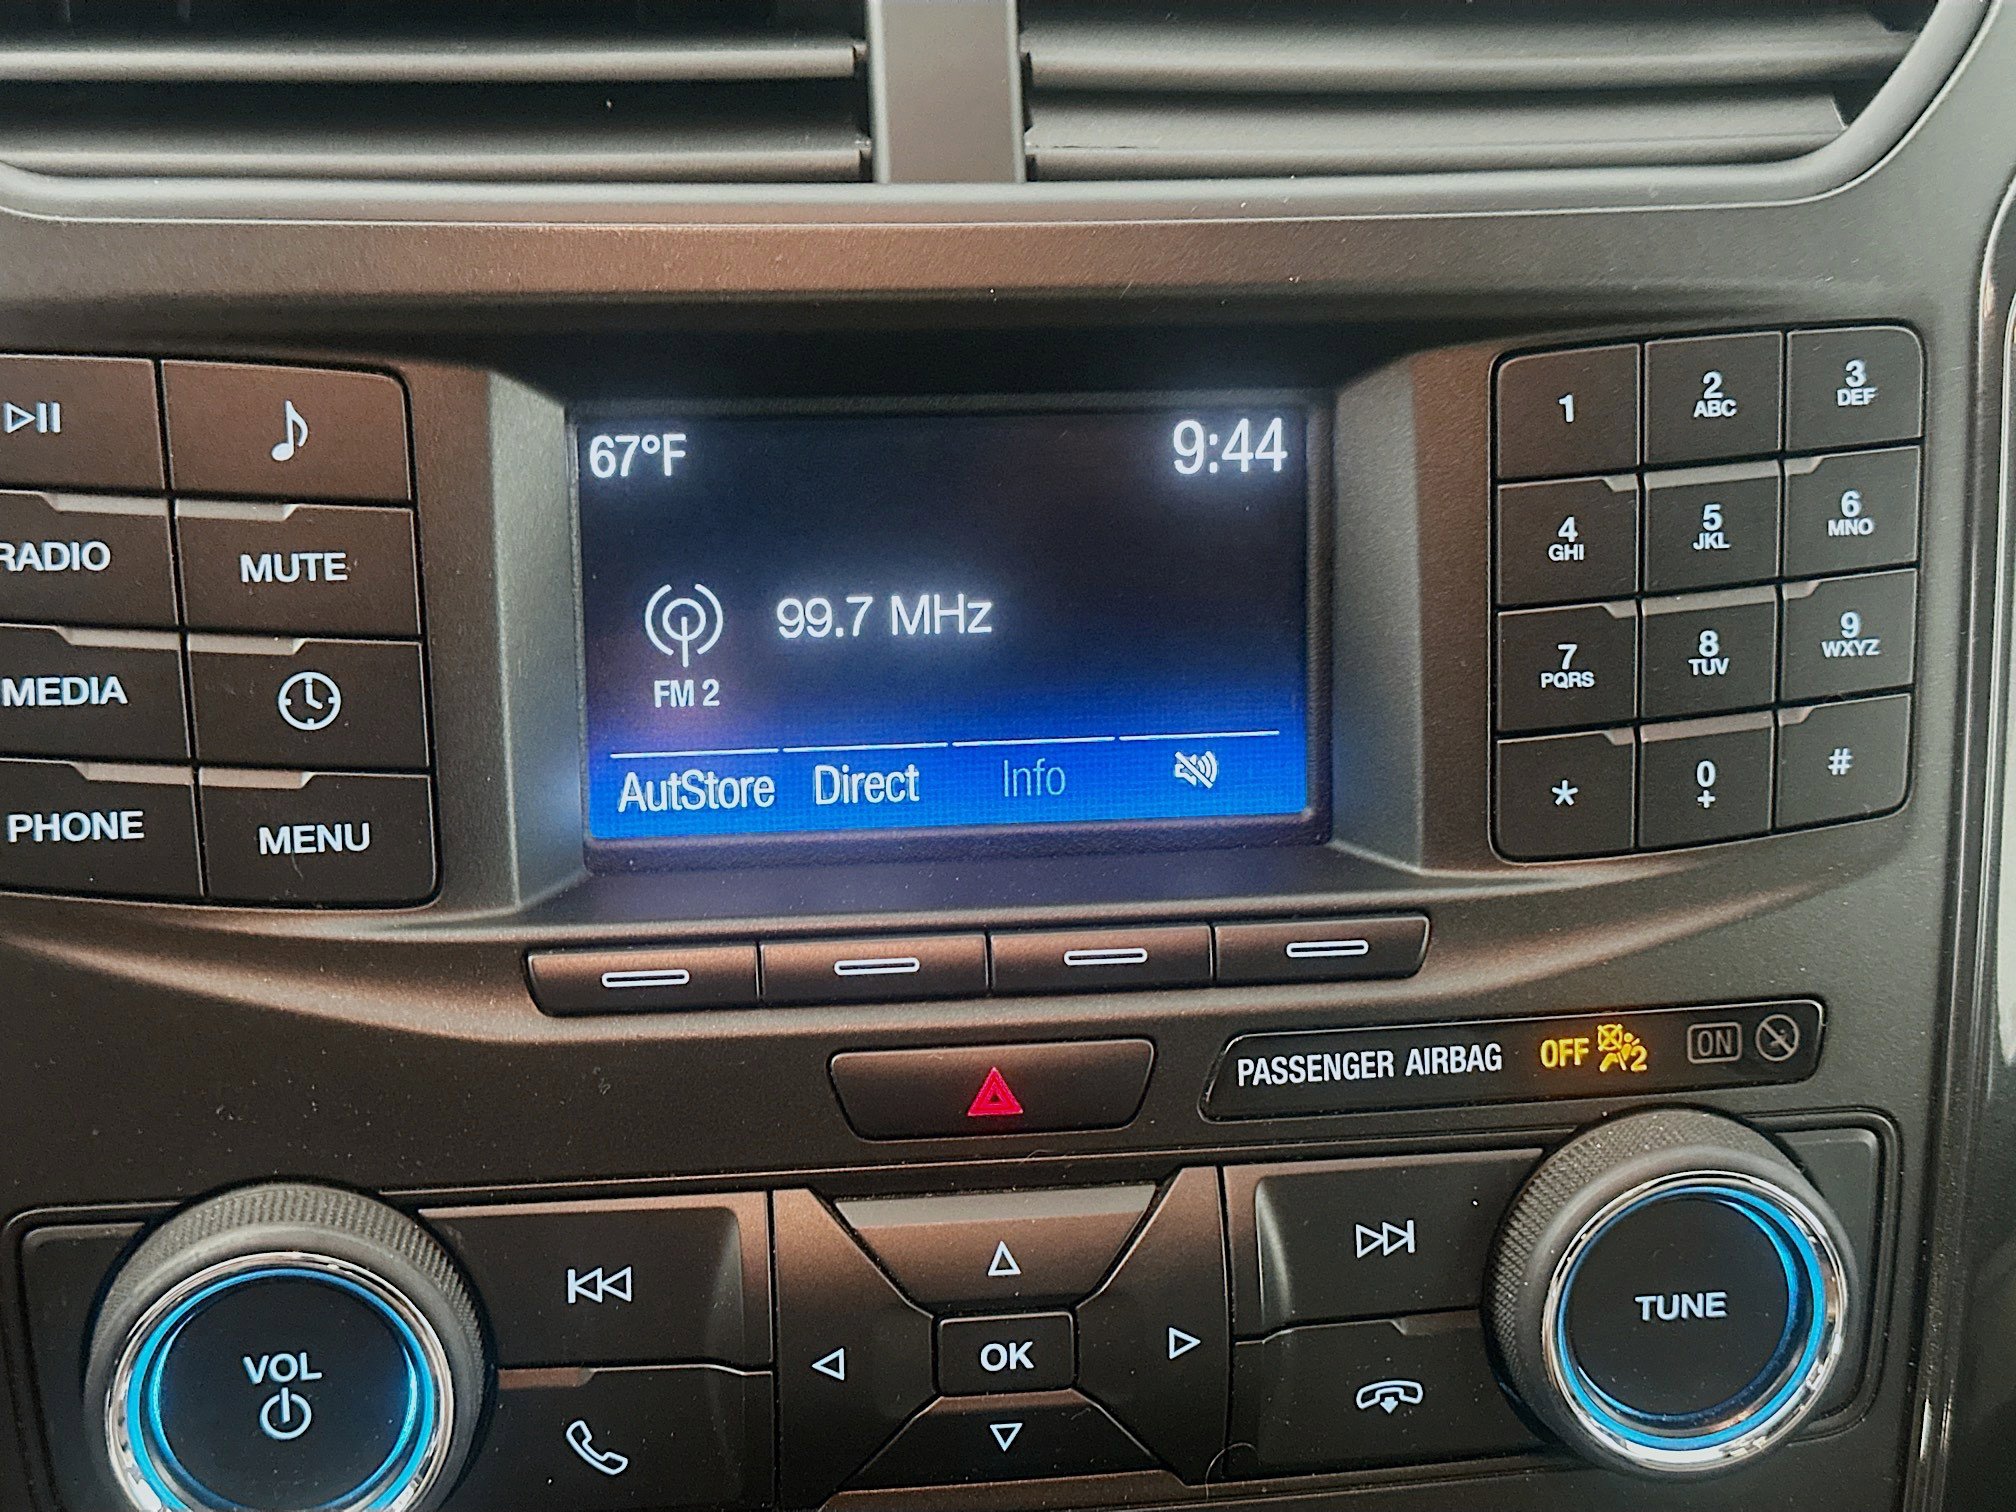 67°F
9:44
99.7 MHz
FM 2
AutStore Direct Info
RADIO
MUTE
MEDIA
PHONE
MENU
1
2
ABC
3
DEF
4
GHI
5
JKL
6
MNO
7
PQRS
8
TUV
9
WXYZ
*
0
+
#
PASSENGER AIRBAG OFF 2 ON
VOL
OK
TUNE